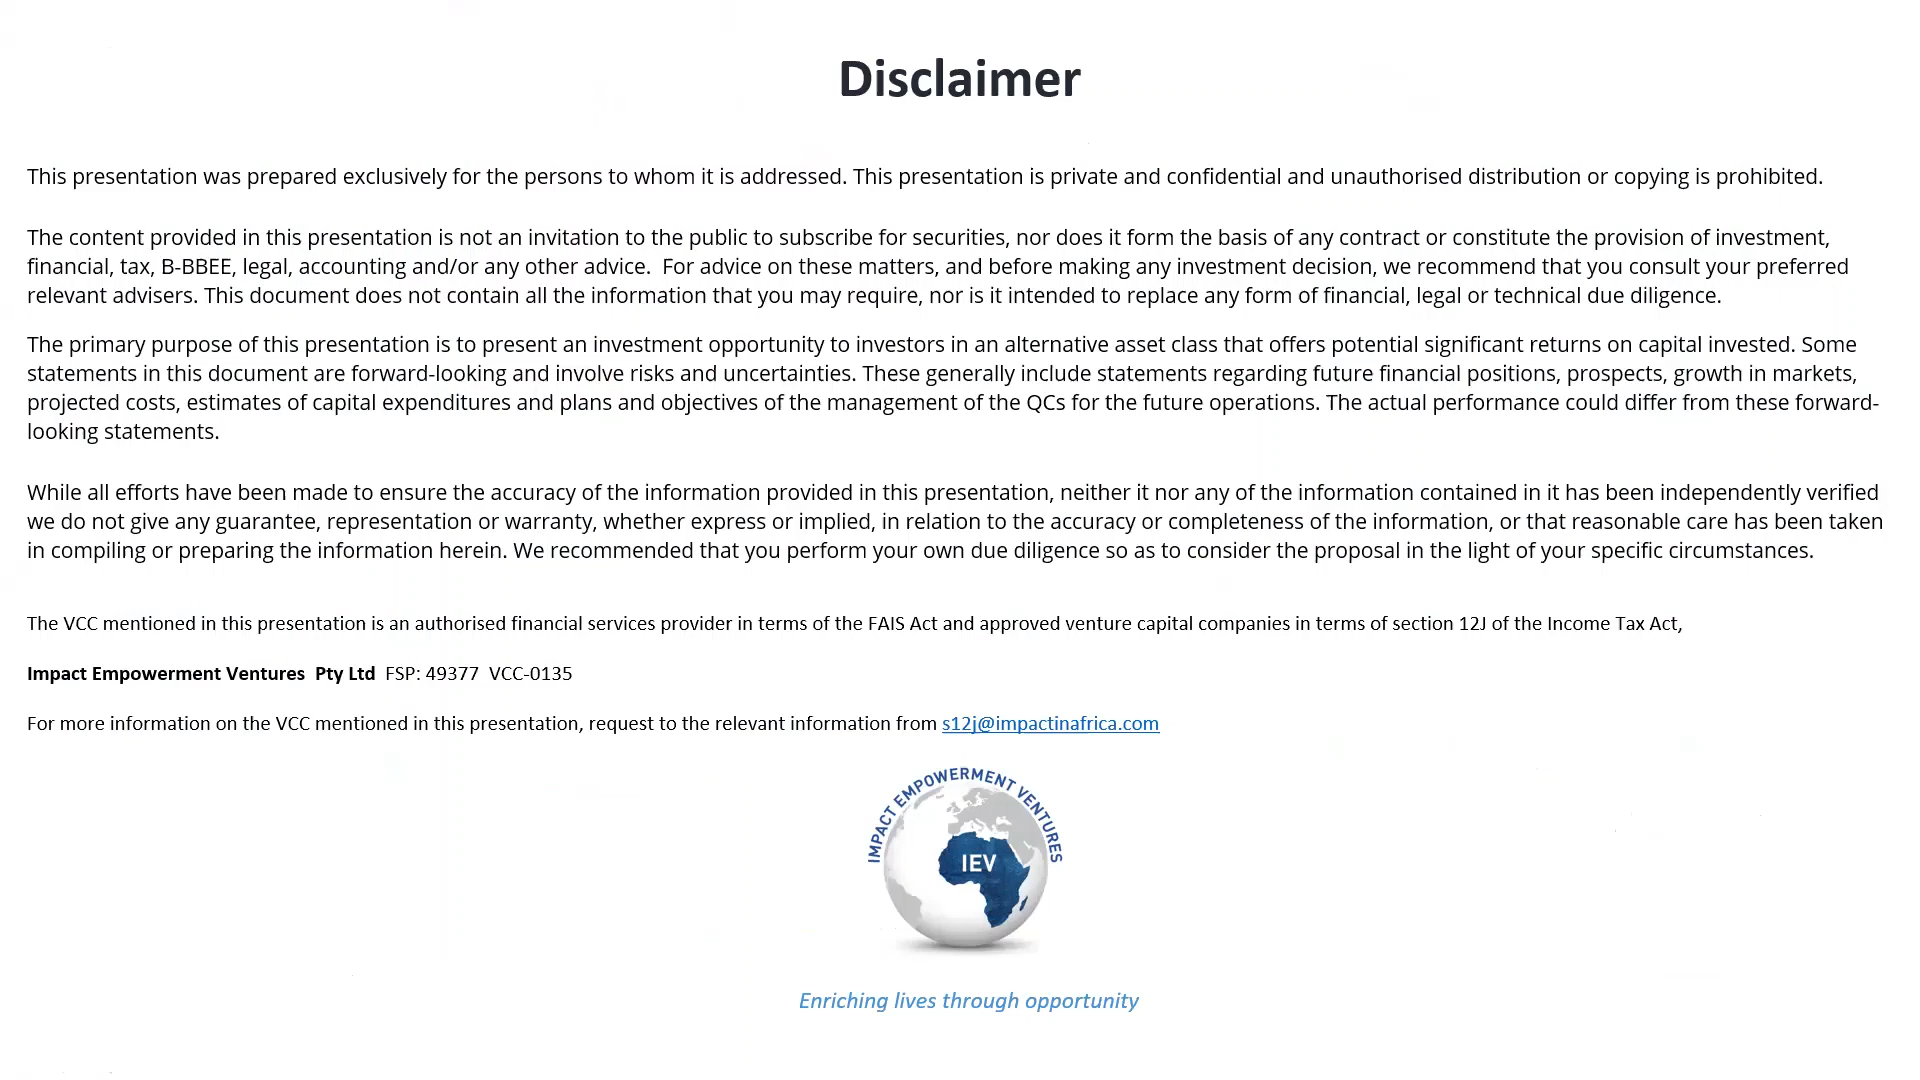 Disclaimer
This presentation was prepared exclusively for the persons to whom it is addressed. This presentation is private and confidential and unauthorised distribution or copying is prohibited.
The content provided in this presentation is not an invitation to the public to subscribe for securities, nor does it form the basis of any contract or constitute the provision of investment,
financial, tax, B-BBEE, legal, accounting and/or any other advice.  For advice on these matters, and before making any investment decision, we recommend that you consult your preferred
relevant advisers. This document does not contain all the information that you may require, nor is it intended to replace any form of financial, legal or technical due diligence.
The primary purpose of this presentation is to present an investment opportunity to investors in an alternative asset class that offers potential significant returns on capital invested. Some
statements in this document are forward-looking and involve risks and uncertainties. These generally include statements regarding future financial positions, prospects, growth in markets,
projected costs, estimates of capital expenditures and plans and objectives of the management of the QCs for the future operations. The actual performance could differ from these forward-
looking statements.
While all efforts have been made to ensure the accuracy of the information provided in this presentation, neither it nor any of the information contained in it has been independently verified
we do not give any guarantee, representation or warranty, whether express or implied, in relation to the accuracy or completeness of the information, or that reasonable care has been taken
in compiling or preparing the information herein. We recommended that you perform your own due diligence so as to consider the proposal in the light of your specific circumstances.
The VCC mentioned in this presentation is an authorised financial services provider in terms of the FAIS Act and approved venture capital companies in terms of section 12J of the Income Tax Act,
Impact Empowerment Ventures  Pty Ltd  FSP: 49377  VCC-0135
For more information on the VCC mentioned in this presentation, request to the relevant information from s12j@impactinafrica.com
IMPACT EMPOWERMENT VENTURES
IEV
Enriching lives through opportunity